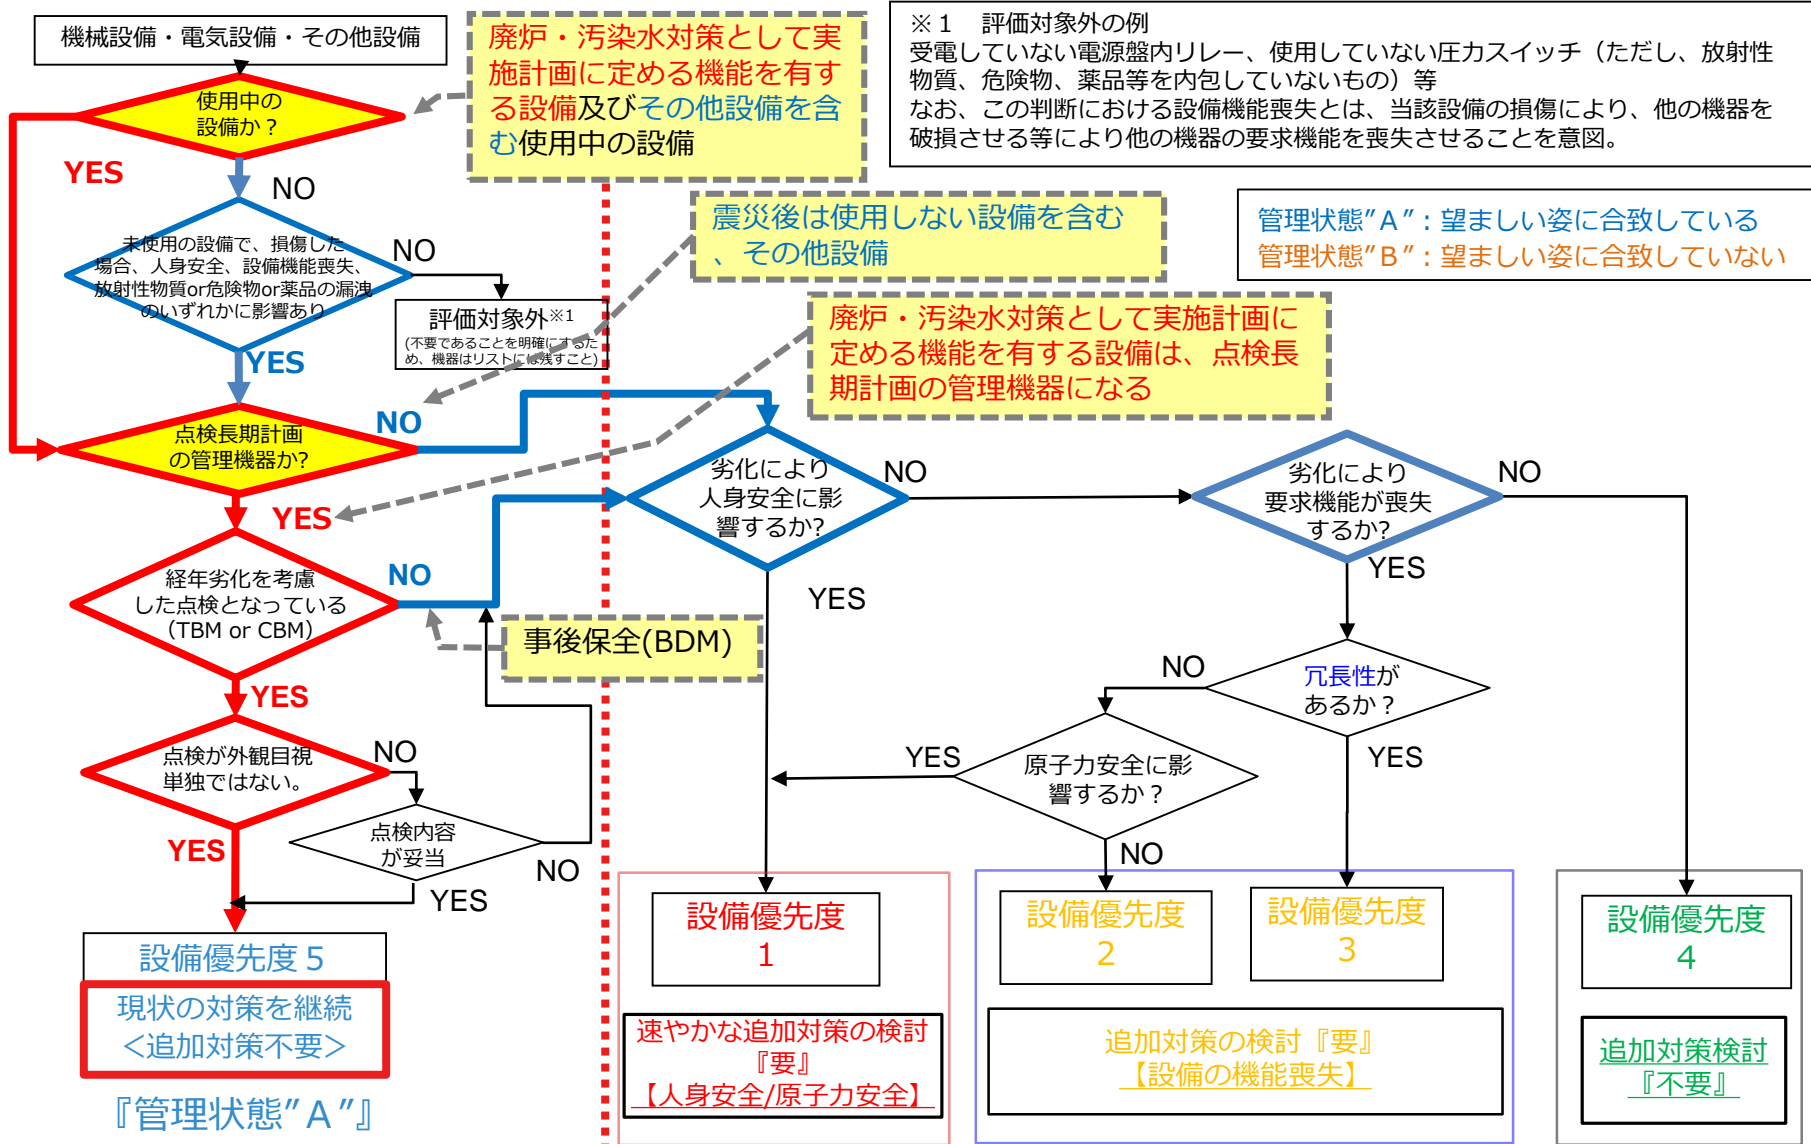 機械設備・電気設備・その他設備
使用中の
設備か？
YES
NO
廃炉・汚染水対策として実
施計画に定める機能を有す
る設備及びその他設備を含
む使用中の設備
※１　評価対象外の例
受電していない電源盤内リレー、使用していない圧力スイッチ（ただし、放射性
物質、危険物、薬品等を内包していないもの）等
なお、この判断における設備機能喪失とは、当該設備の損傷により、他の機器を
破損させる等により他の機器の要求機能を喪失させることを意図。
管理状態”Ａ”：望ましい姿に合致している
管理状態”Ｂ”：望ましい姿に合致していない
未使用の設備で、損傷した
場合、人身安全、設備機能喪失、
放射性物質or危険物or薬品の漏洩
のいずれかに影響あり
NO
YES
評価対象外※1
(不要であることを明確にするた
め、機器はリストには残すこと)
震災後は使用しない設備を含む
、その他設備
廃炉・汚染水対策として実施計画に
定める機能を有する設備は、点検長
期計画の管理機器になる
点検長期計画
の管理機器か?
NO
YES
劣化により
人身安全に影
響するか?
NO
YES
劣化により
要求機能が喪失
するか?
NO
YES
経年劣化を考慮
した点検となっている
（TBM or CBM）
NO
YES
事後保全(BDM)
冗長性が
あるか？
NO
YES
点検が外観目視
単独ではない。
NO
YES
原子力安全に影
響するか？
YES
NO
点検内容
が妥当
NO
YES
設備優先度５
現状の対策を継続
＜追加対策不要＞
『管理状態”Ａ”』
設備優先度
1
速やかな追加対策の検討
『要』
【人身安全/原子力安全】
設備優先度
2
設備優先度
3
追加対策の検討『要』
【設備の機能喪失】
設備優先度
4
追加対策検討
『不要』